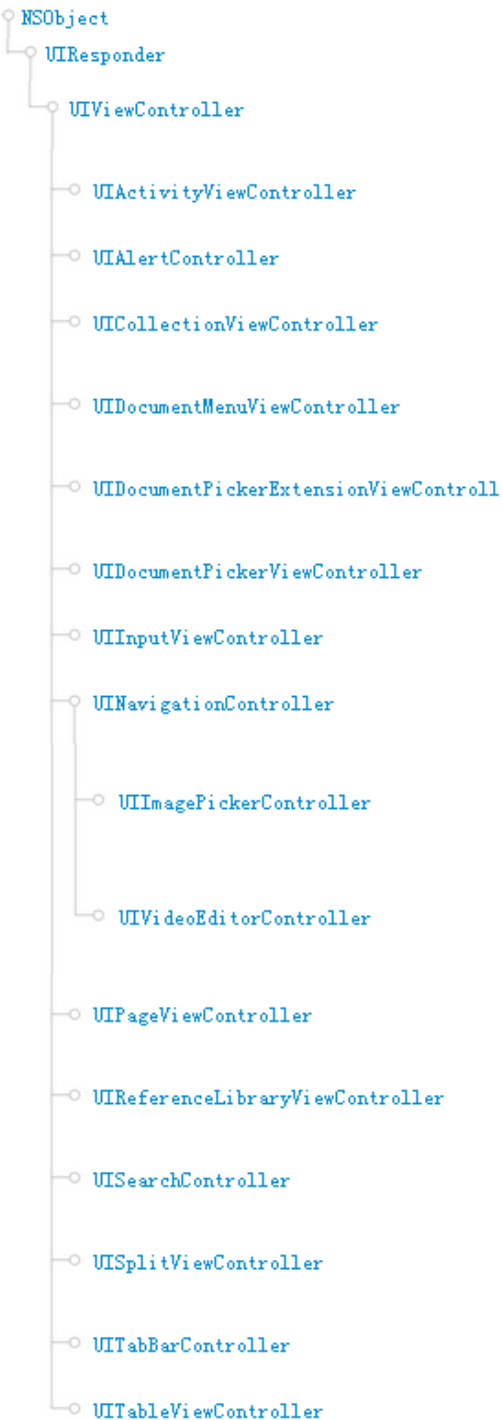 NSObject
UIResponder
UIViewController
UIActivityViewController
UIAlertController
UICollectionViewController
UIDocumentMenuViewController
UIDocumentPickerExtensionViewControll
UIDocumentPickerViewController
UIInputViewController
UINavigationController
UIImagePickerController
UIVideoEditorController
UIPageViewController
UIReferenceLibraryViewController
UISearchController
UISplitViewController
UITabBarController
UITableViewController